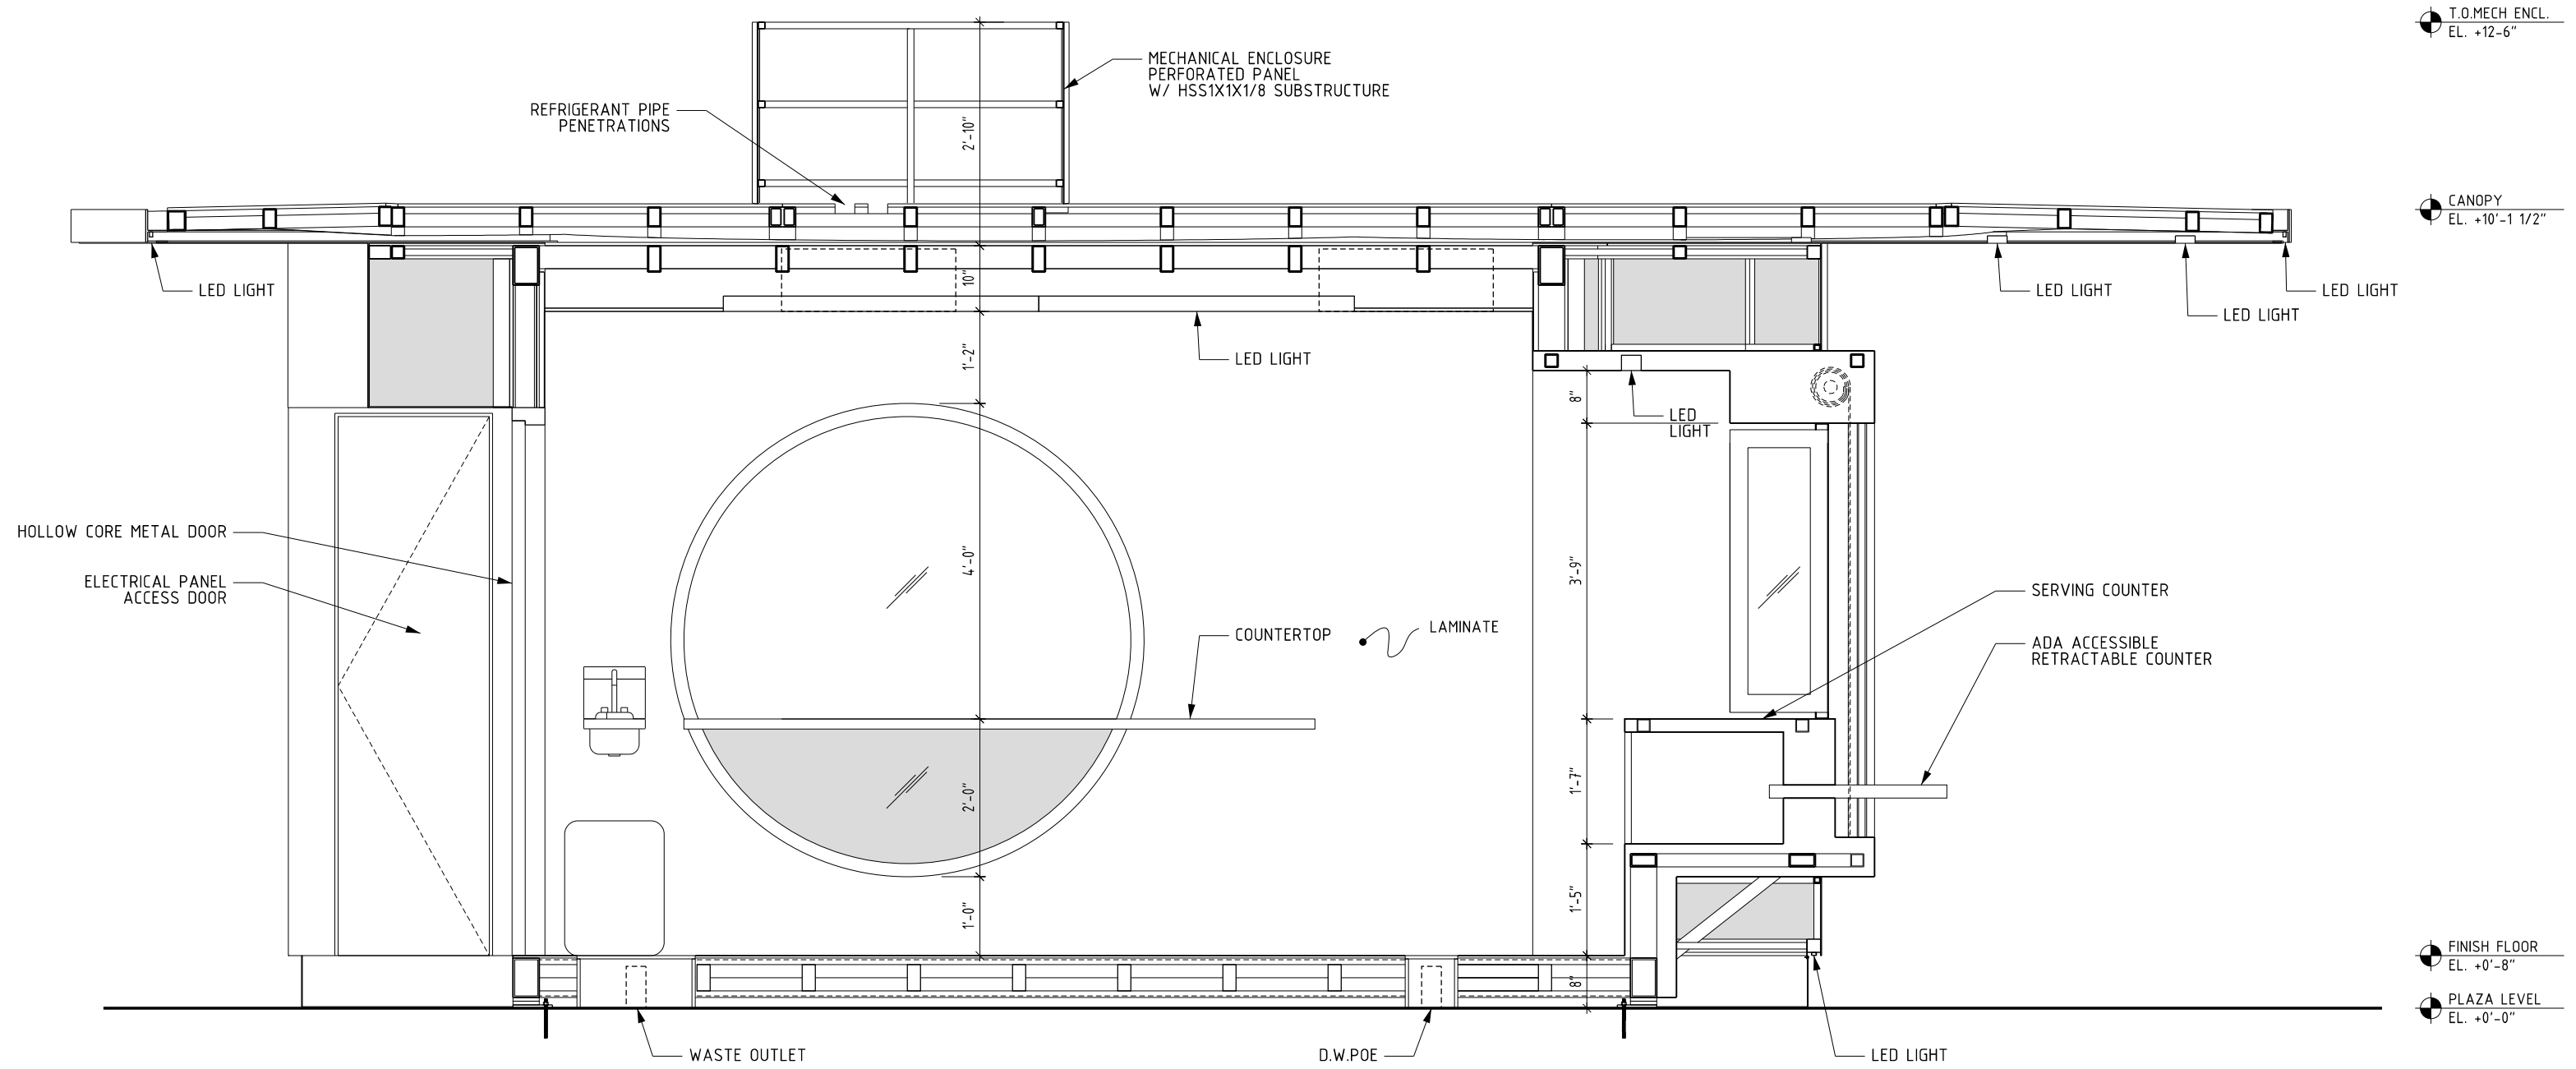 T.O.MECH ENCL.
EL. +12-6"
MECHANICAL ENCLOSURE
PERFORATED PANEL
W/ HSS1X1X1/8 SUBSTRUCTURE
REFRIGERANT PIPE
PENETRATIONS
2'-10"
CANOPY
EL. +10'-1 1/2"
LED LIGHT
10"
LED LIGHT
LED LIGHT
LED LIGHT
1'-2"
LED LIGHT
8"
LED
LIGHT
HOLLOW CORE METAL DOOR
ELECTRICAL PANEL
ACCESS DOOR
4'-0"
3'-9"
SERVING COUNTER
COUNTERTOP
LAMINATE
ADA ACCESSIBLE
RETRACTABLE COUNTER
2'-0"
1'-7"
1'-0"
1'-5"
FINISH FLOOR
EL. +0'-8"
8"
PLAZA LEVEL
EL. +0'-0"
WASTE OUTLET
D.W.POE
LED LIGHT